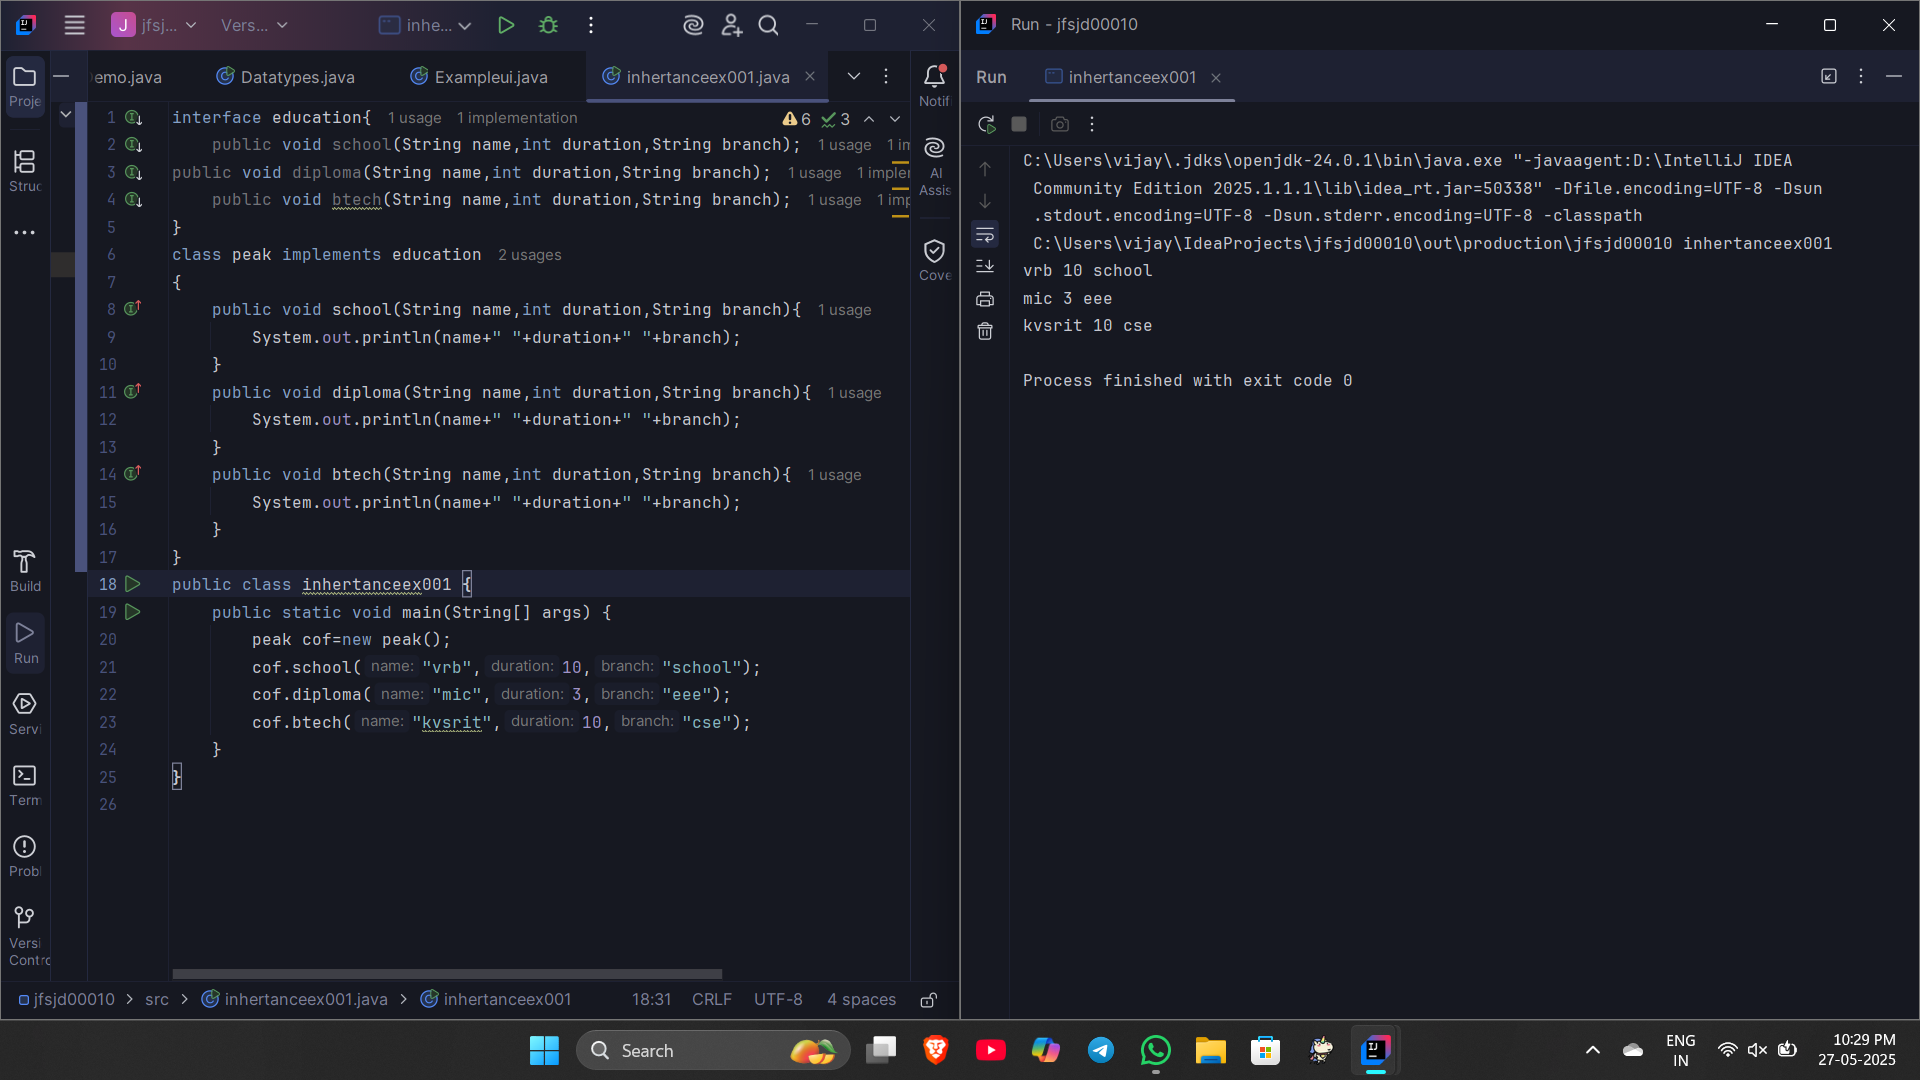 J jfsj... Vers... inhe...
emo.java Datatypes.java Exampleui.java inhertanceex001.java
Proje
Struc
Build
Run
Servi
Term
Probl
Versi
Contro
6 3
1 interface education{ 1 usage 1 implementation
2 public void school(String name,int duration,String branch); 1 usage 1 im
3 public void diploma(String name,int duration,String branch); 1 usage 1 implem
4 public void btech(String name,int duration,String branch); 1 usage 1 imp
5 }
6 class peak implements education 2 usages
7 {
8 public void school(String name,int duration,String branch){ 1 usage
9 System.out.println(name+" "+duration+" "+branch);
10 }
11 public void diploma(String name,int duration,String branch){ 1 usage
12 System.out.println(name+" "+duration+" "+branch);
13 }
14 public void btech(String name,int duration,String branch){ 1 usage
15 System.out.println(name+" "+duration+" "+branch);
16 }
17 }
18 public class inhertanceex001 {
19 public static void main(String[] args) {
20 peak cof=new peak();
21 cof.school( name: "vrb", duration: 10, branch: "school");
22 cof.diploma( name: "mic", duration: 3, branch: "eee");
23 cof.btech( name: "kvsrit", duration: 10, branch: "cse");
24 }
25 }
26
Notifi
AI
Assis
Cove
jfsjd00010 > src > inhertanceex001.java > inhertanceex001 18:31 CRLF UTF-8 4 spaces
Run - jfsjd00010
Run inhertanceex001
C:\Users\vijay\.jdks\openjdk-24.0.1\bin\java.exe "-javaagent:D:\IntelliJ IDEA
Community Edition 2025.1.1.1\lib\idea_rt.jar=50338" -Dfile.encoding=UTF-8 -Dsun
.stdout.encoding=UTF-8 -Dsun.stderr.encoding=UTF-8 -classpath
C:\Users\vijay\IdeaProjects\jfsjd00010\out\production\jfsjd00010 inhertanceex001
vrb 10 school
mic 3 eee
kvsrit 10 cse
Process finished with exit code 0
Search
ENG
IN
10:29 PM
27-05-2025